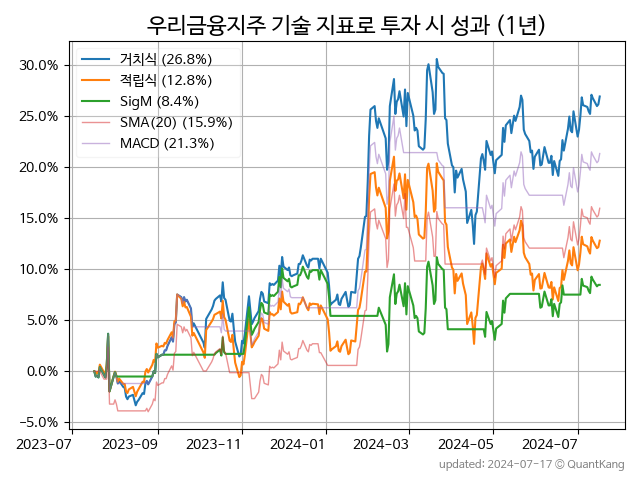 우리금융지주 기술 지표로 투자 시 성과 (1년)
거치식 (26.8%)
적립식 (12.8%)
SigM (8.4%)
SMA(20) (15.9%)
MACD (21.3%)
30.0%
25.0%
20.0%
15.0%
10.0%
5.0%
0.0%
−5.0%
2023-07 2023-09 2023-11 2024-01 2024-03 2024-05 2024-07
updated: 2024-07-17 ⓒ QuantKang